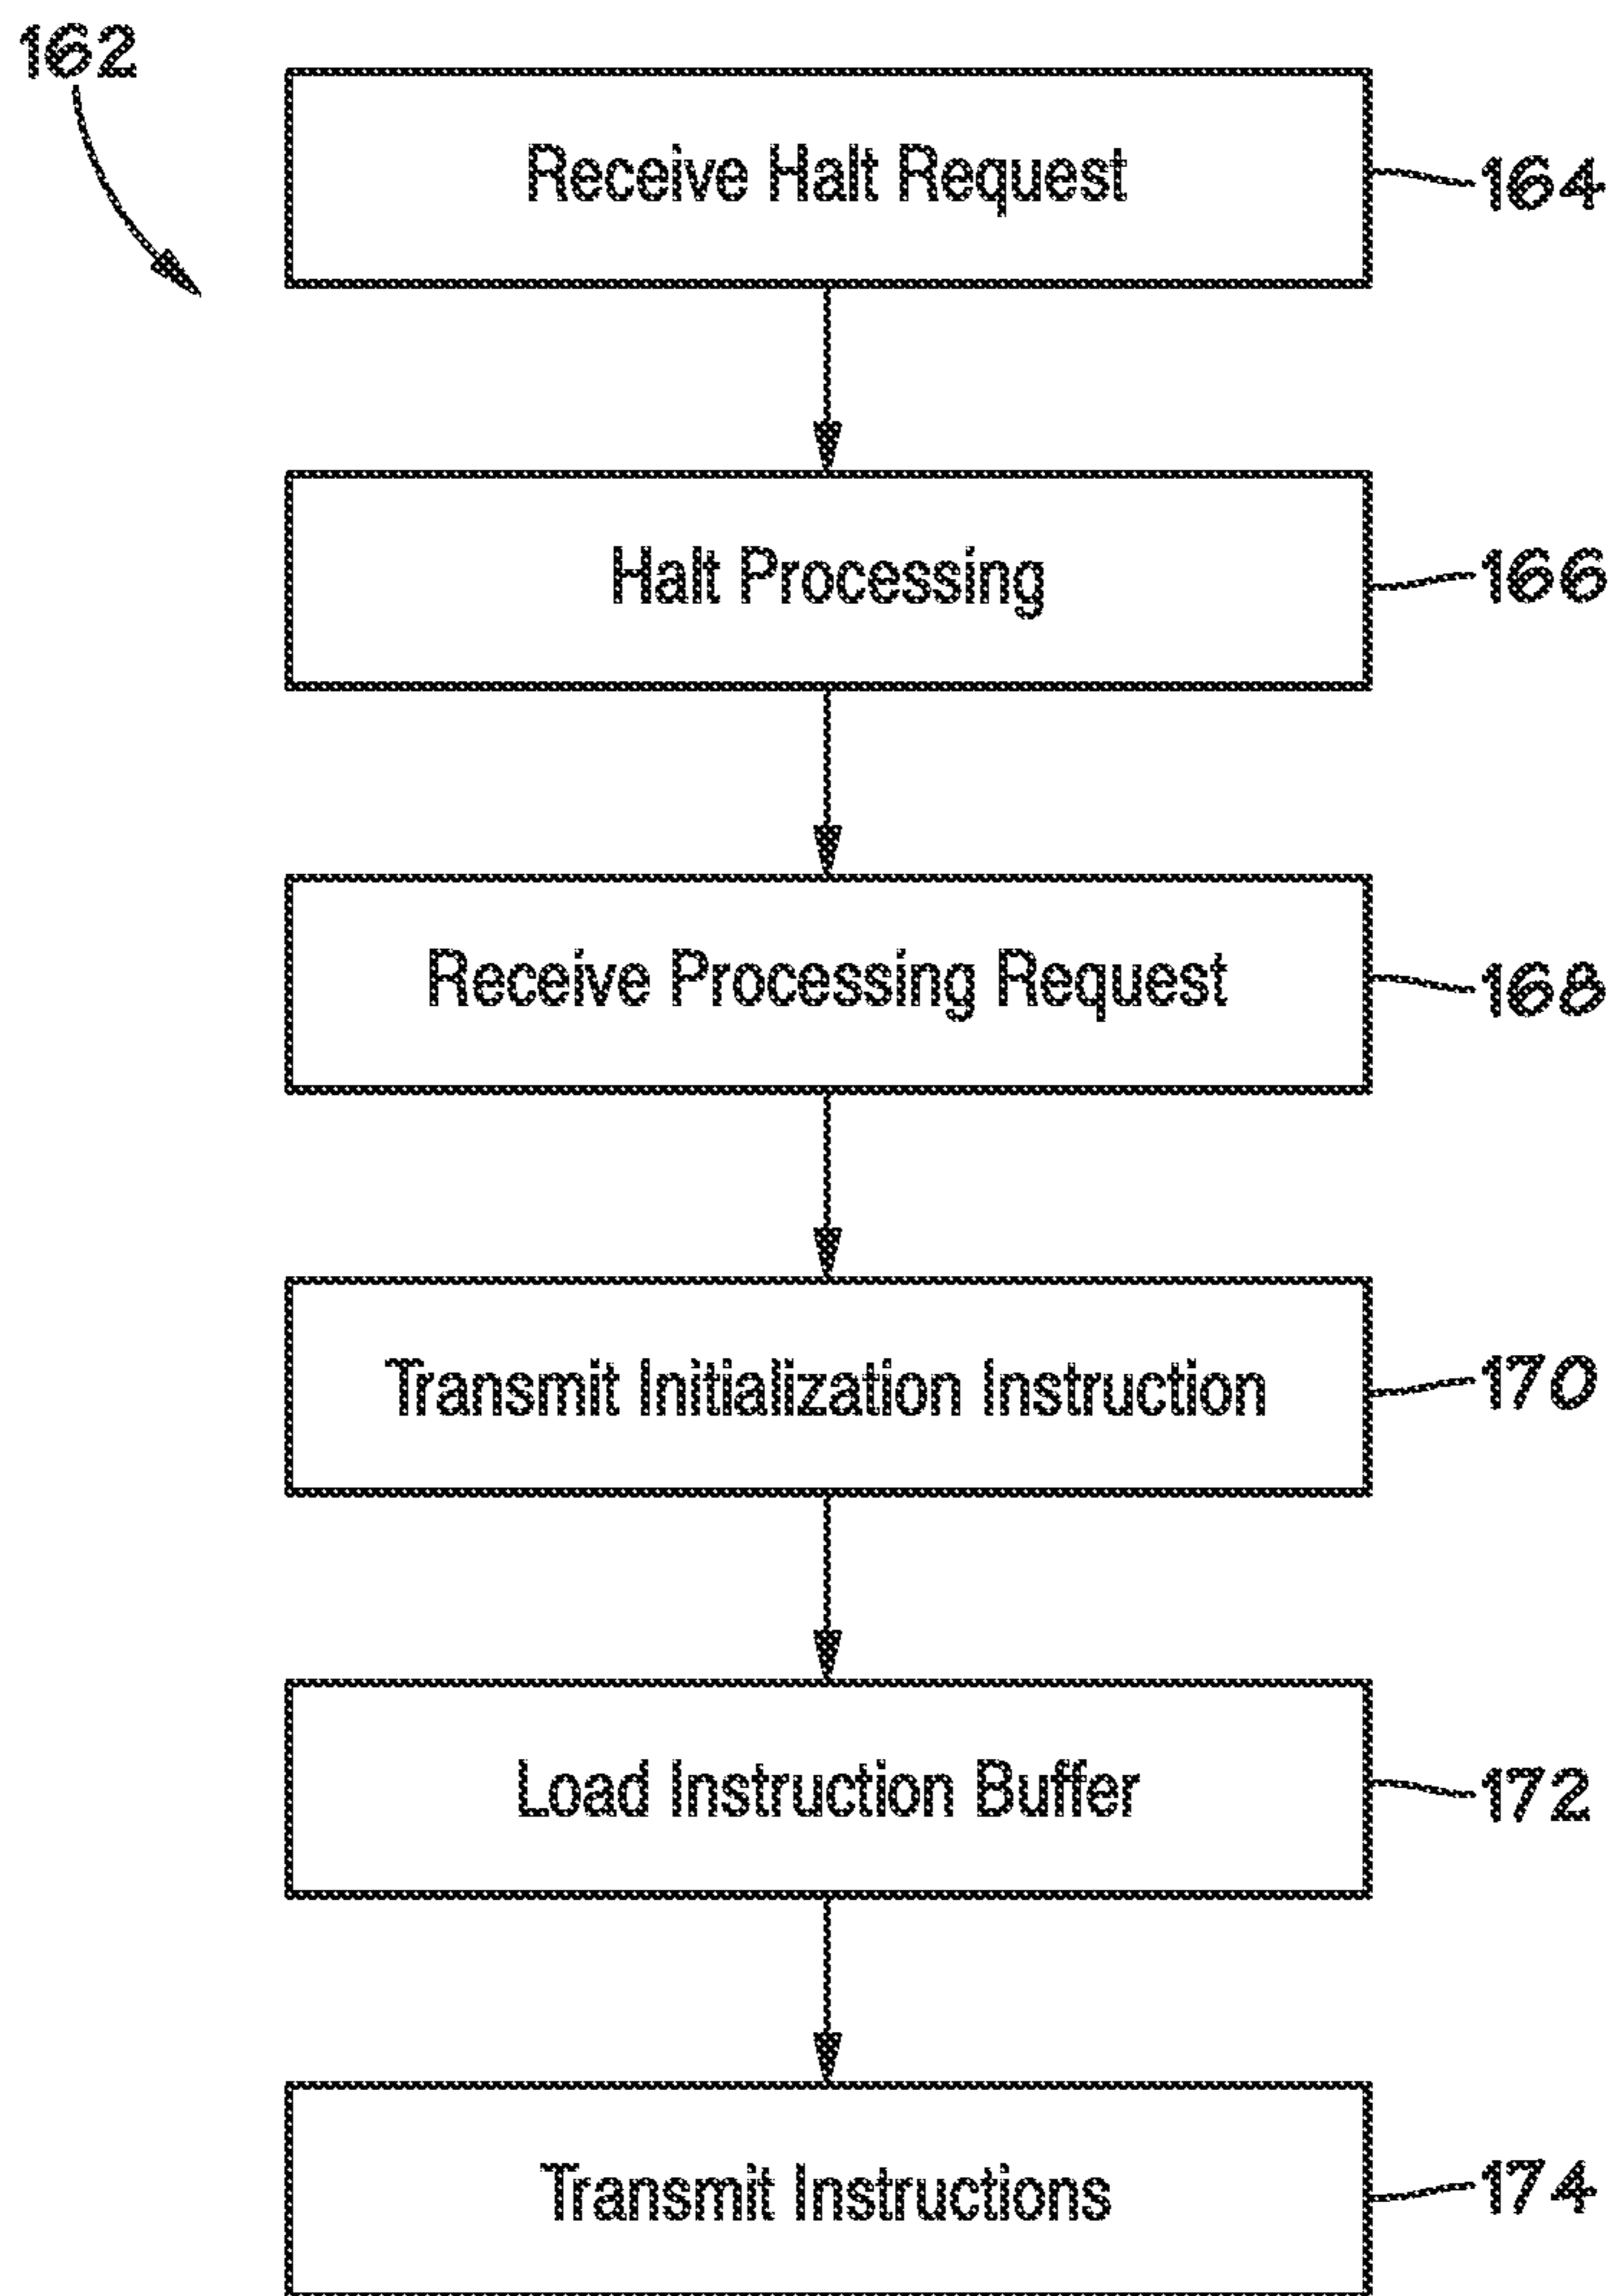 162
Receive Halt Request
164
Halt Processing
166
Receive Processing Request
168
Transmit Initialization Instruction
170
Load Instruction Buffer
172
Transmit Instructions
174